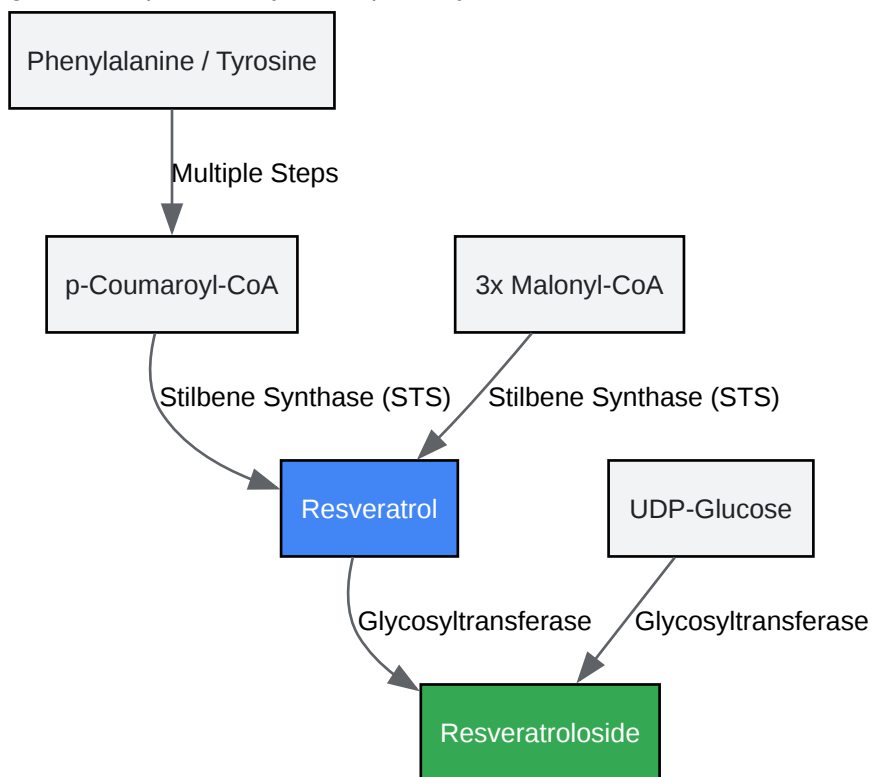 Phenylalanine / Tyrosine
Multiple Steps
p-Coumaroyl-CoA
3x Malonyl-CoA
Stilbene Synthase (STS)
Stilbene Synthase (STS)
Resveratrol
UDP-Glucose
Glycosyltransferase
Glycosyltransferase
Resveratroloside